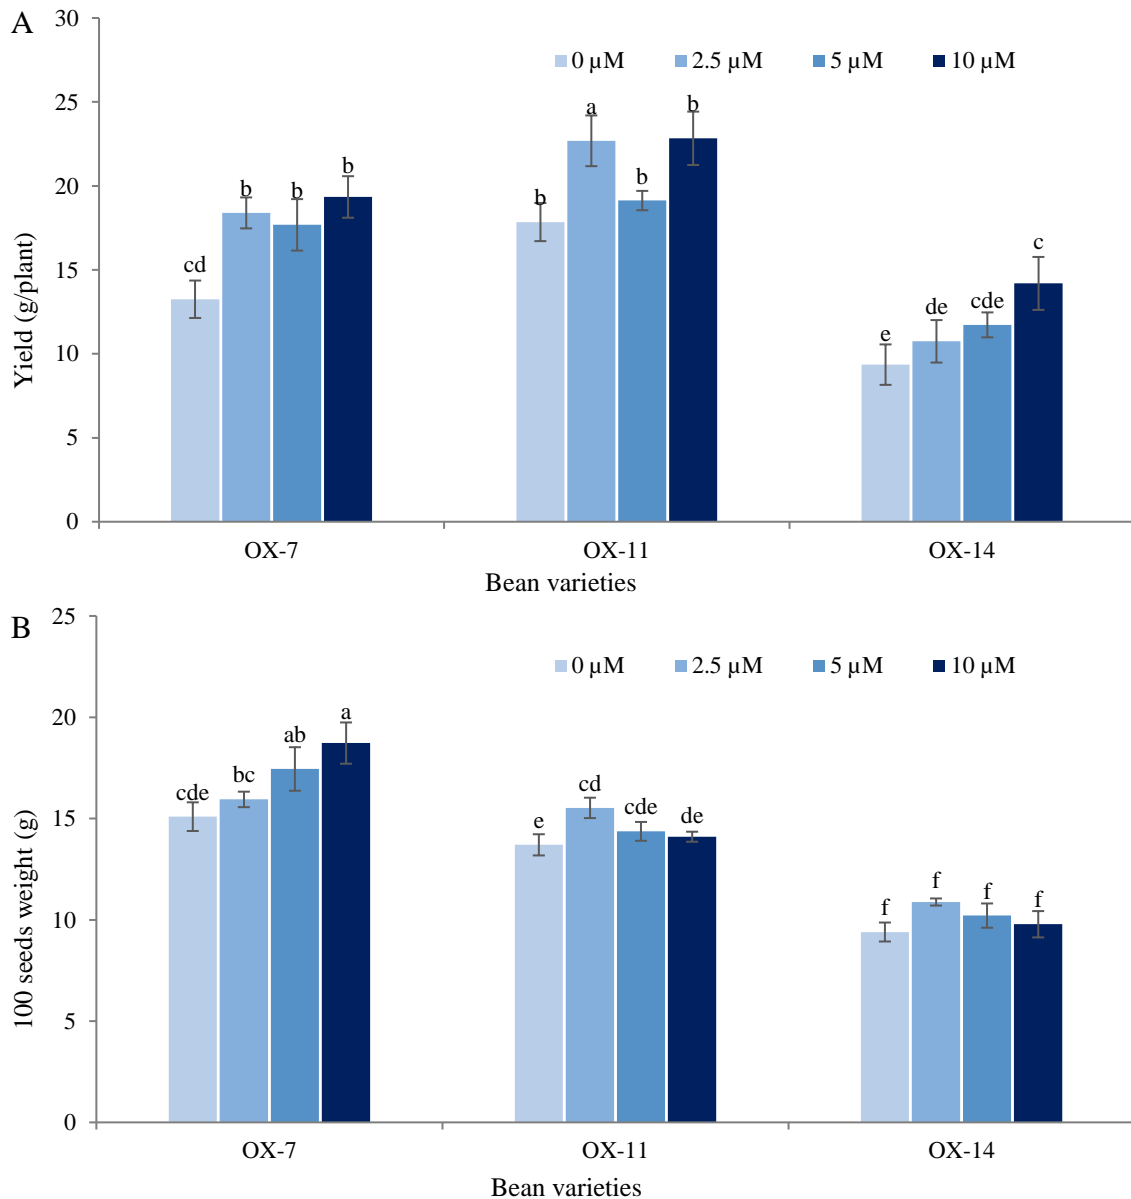 A
30
25
20
15
10
5
0
Yield (g/plant)
0 µM 2.5 µM 5 µM 10 µM
cd b b b
b a b b
e de cde c
OX-7 OX-11 OX-14
Bean varieties
B
25
20
15
10
5
0
100 seeds weight (g)
0 µM 2.5 µM 5 µM 10 µM
cde bc ab a
e cd cde de
f f f f
OX-7 OX-11 OX-14
Bean varieties